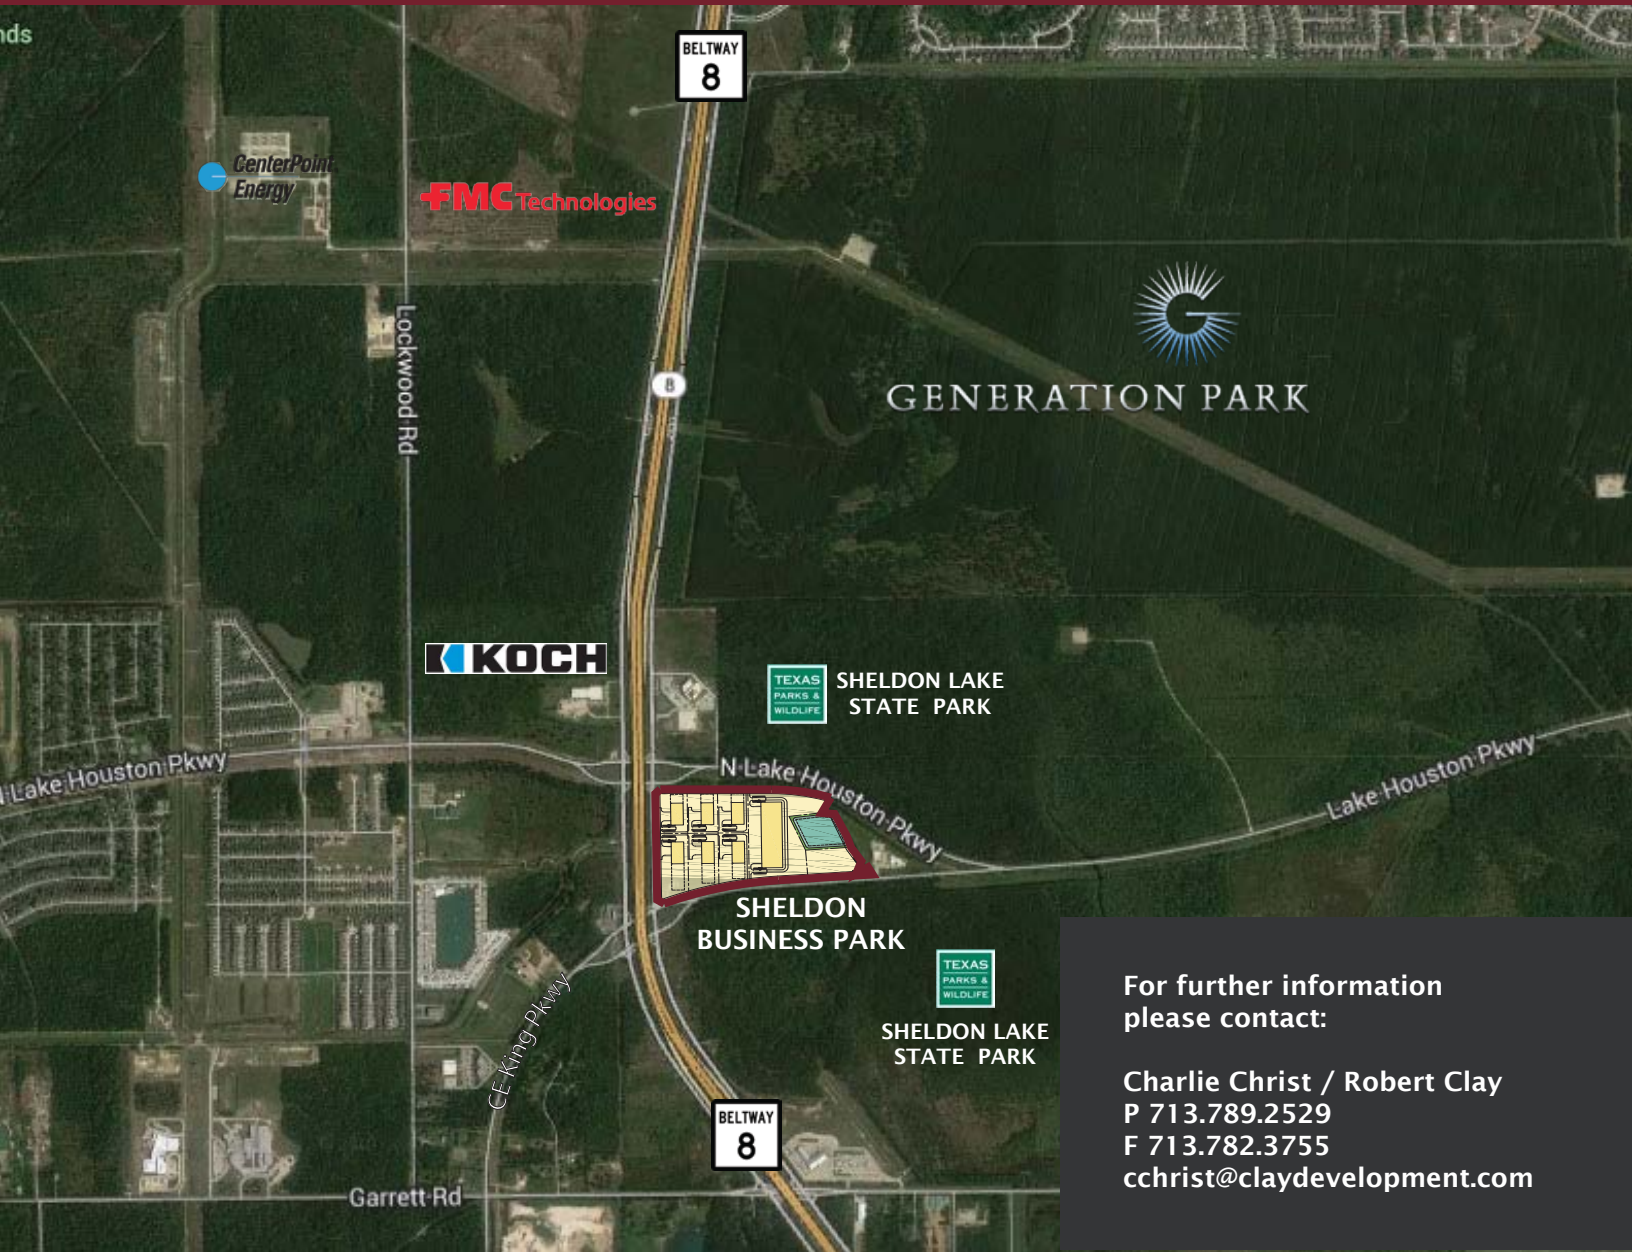 nds
BELTWAY
8
CenterPoint
Energy
FMC Technologies
Lockwood Rd
8
GENERATION PARK
KOCH
TEXAS
PARKS &
WILDLIFE
SHELDON LAKE
STATE PARK
N Lake Houston Pkwy
N Lake Houston Pkwy
Lake Houston Pkwy
SHELDON
BUSINESS PARK
TEXAS
PARKS &
WILDLIFE
SHELDON LAKE
STATE PARK
CE King Pkwy
BELTWAY
8
Garrett Rd
For further information
please contact:
Charlie Christ / Robert Clay
P 713.789.2529
F 713.782.3755
cchrist@claydevelopment.com